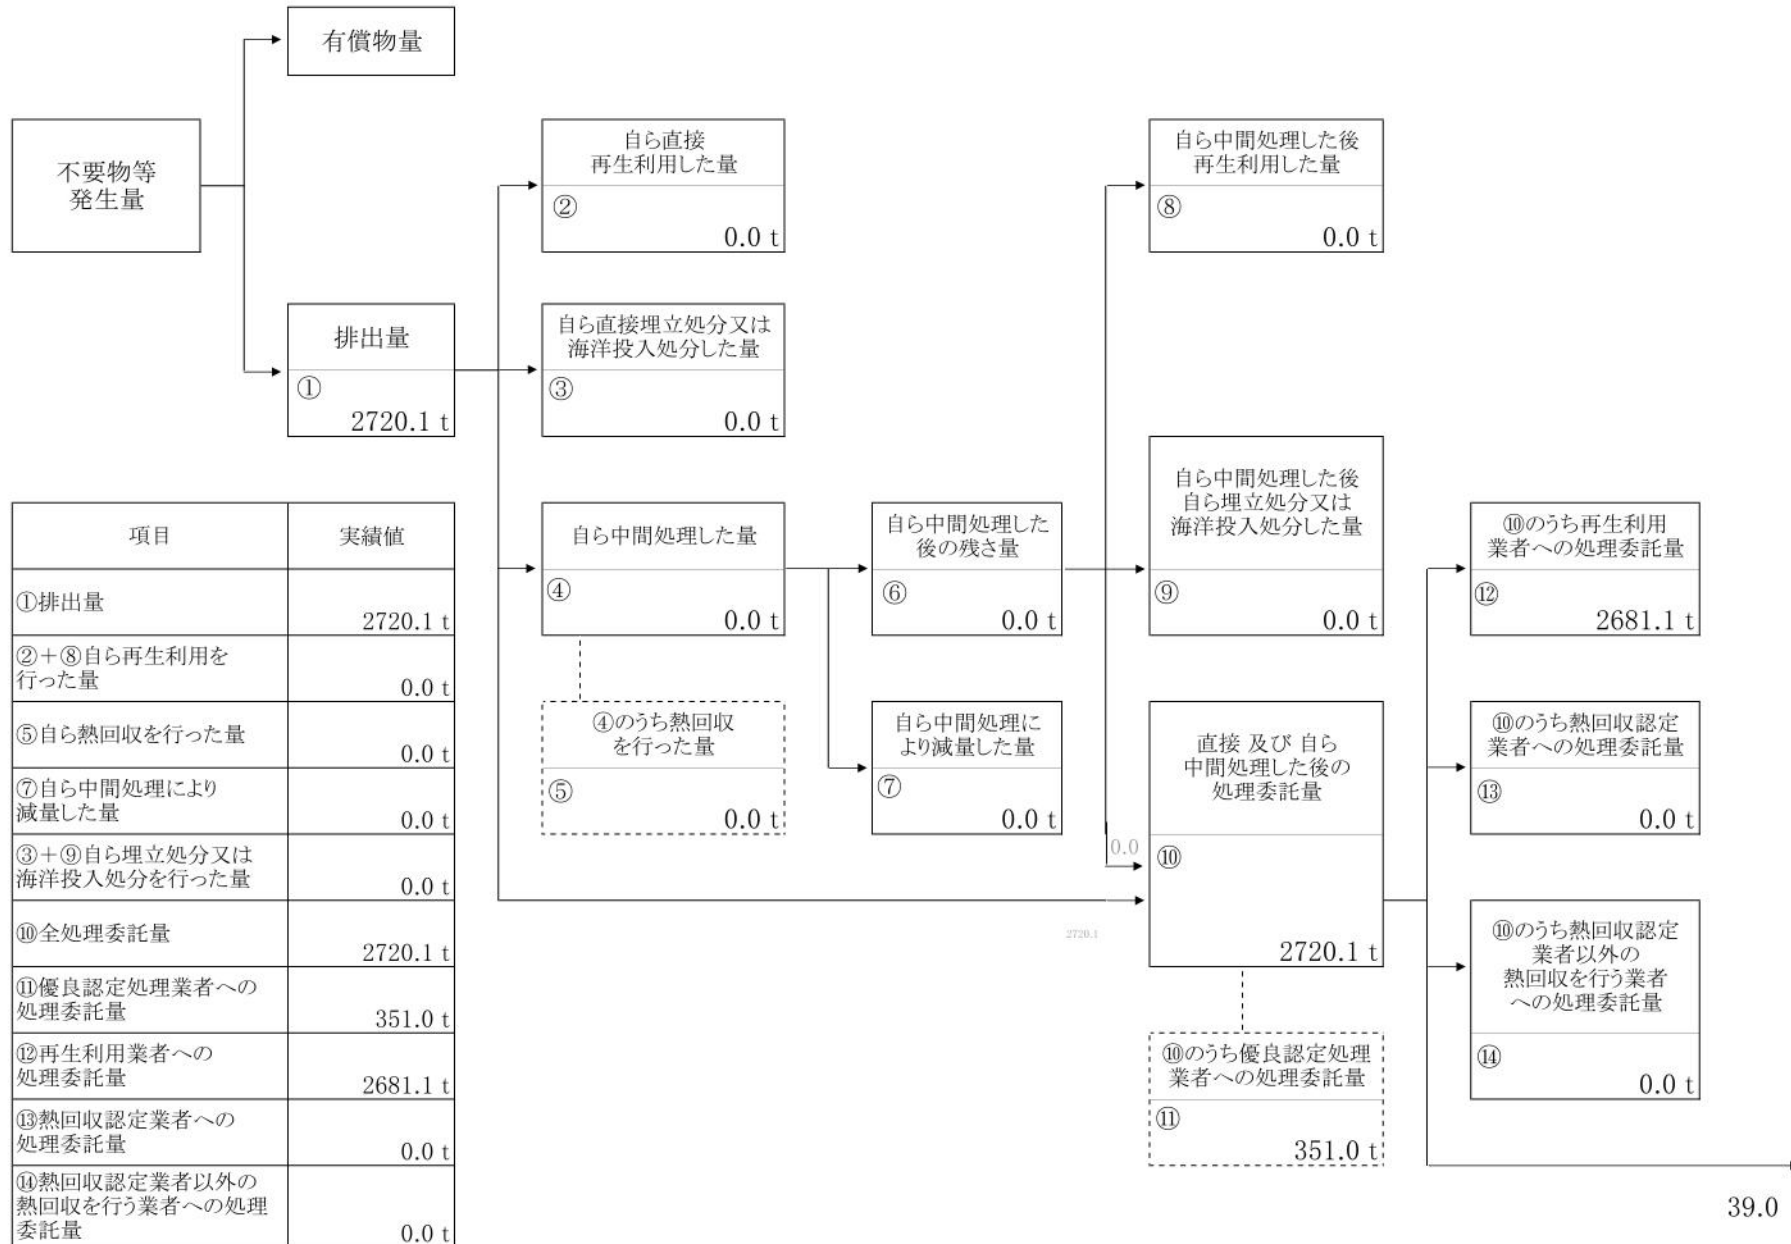 有償物量
不要物等
発生量
自ら直接
再生利用した量
②
0.0 t
自ら中間処理した後
再生利用した量
⑧
0.0 t
排出量
①
2720.1 t
自ら直接埋立処分又は
海洋投入処分した量
③
0.0 t
自ら中間処理した量
④
0.0 t
自ら中間処理した
後の残さ量
⑥
0.0 t
自ら中間処理した後
自ら埋立処分又は
海洋投入処分した量
⑨
0.0 t
⑩のうち再生利用
業者への処理委託量
⑫
2681.1 t
④のうち熱回収
を行った量
⑤
0.0 t
自ら中間処理に
より減量した量
⑦
0.0 t
直接 及び 自ら
中間処理した後の
処理委託量
0.0
⑩
2720.1
2720.1 t
⑩のうち熱回収認定
業者への処理委託量
⑬
0.0 t
⑩のうち熱回収認定
業者以外の
熱回収を行う業者
への処理委託量
⑭
0.0 t
⑩のうち優良認定処理
業者への処理委託量
⑪
351.0 t
39.0
項目 実績値
①排出量
2720.1 t
②＋⑧自ら再生利用を
行った量
0.0 t
⑤自ら熱回収を行った量
0.0 t
⑦自ら中間処理により
減量した量
0.0 t
③＋⑨自ら埋立処分又は
海洋投入処分を行った量
0.0 t
⑩全処理委託量
2720.1 t
⑪優良認定処理業者への
処理委託量
351.0 t
⑫再生利用業者への
処理委託量
2681.1 t
⑬熱回収認定業者への
処理委託量
0.0 t
⑭熱回収認定業者以外の
熱回収を行う業者への処理
委託量
0.0 t